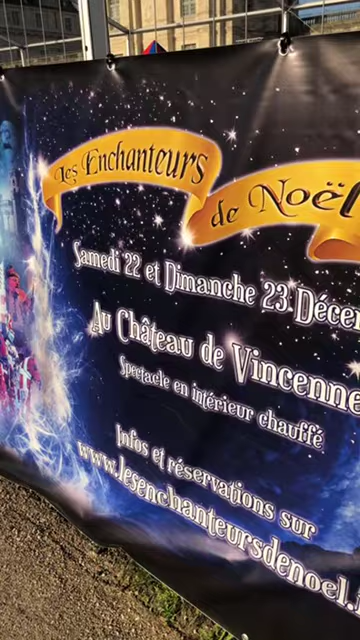 Les Enchanteurs
de Noël
Samedi 22 et Dimanche 23 Décem
Au Château de Vincenne
Spectacle en intérieur chauffé
Infos et réservations sur
www.lesenchanteursdenoel.